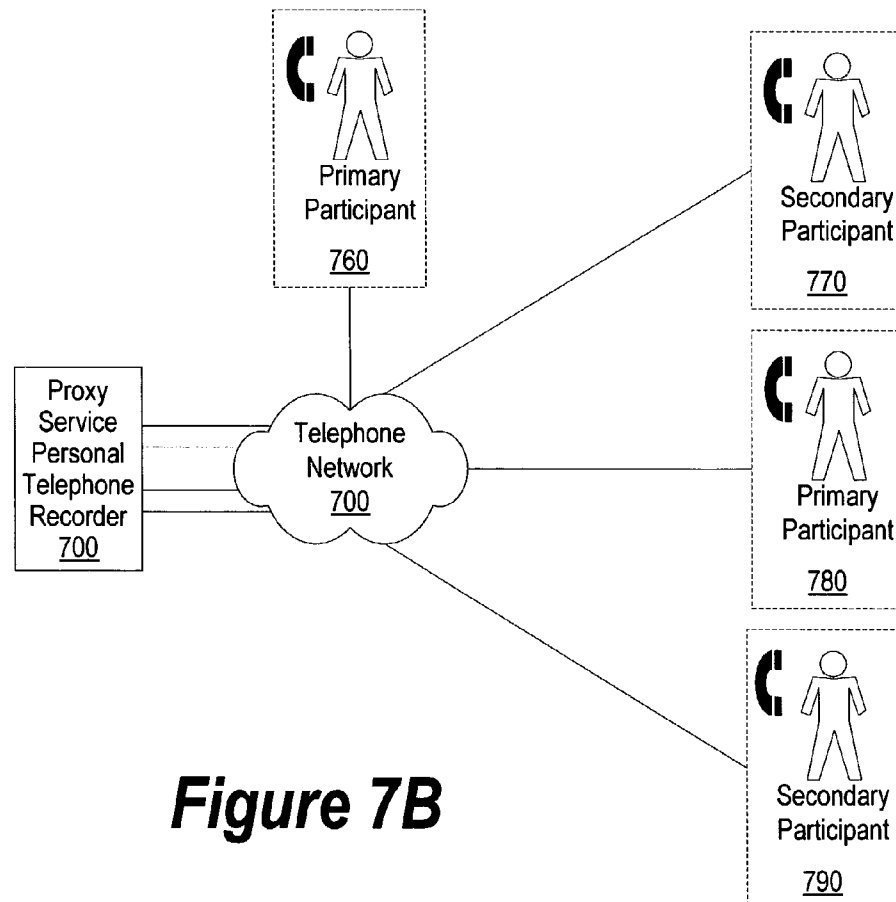 Primary
Participant
760
Secondary
Participant
770
Proxy
Service
Personal
Telephone
Recorder
700
Telephone
Network
700
Primary
Participant
780
Secondary
Participant
790
Figure 7B